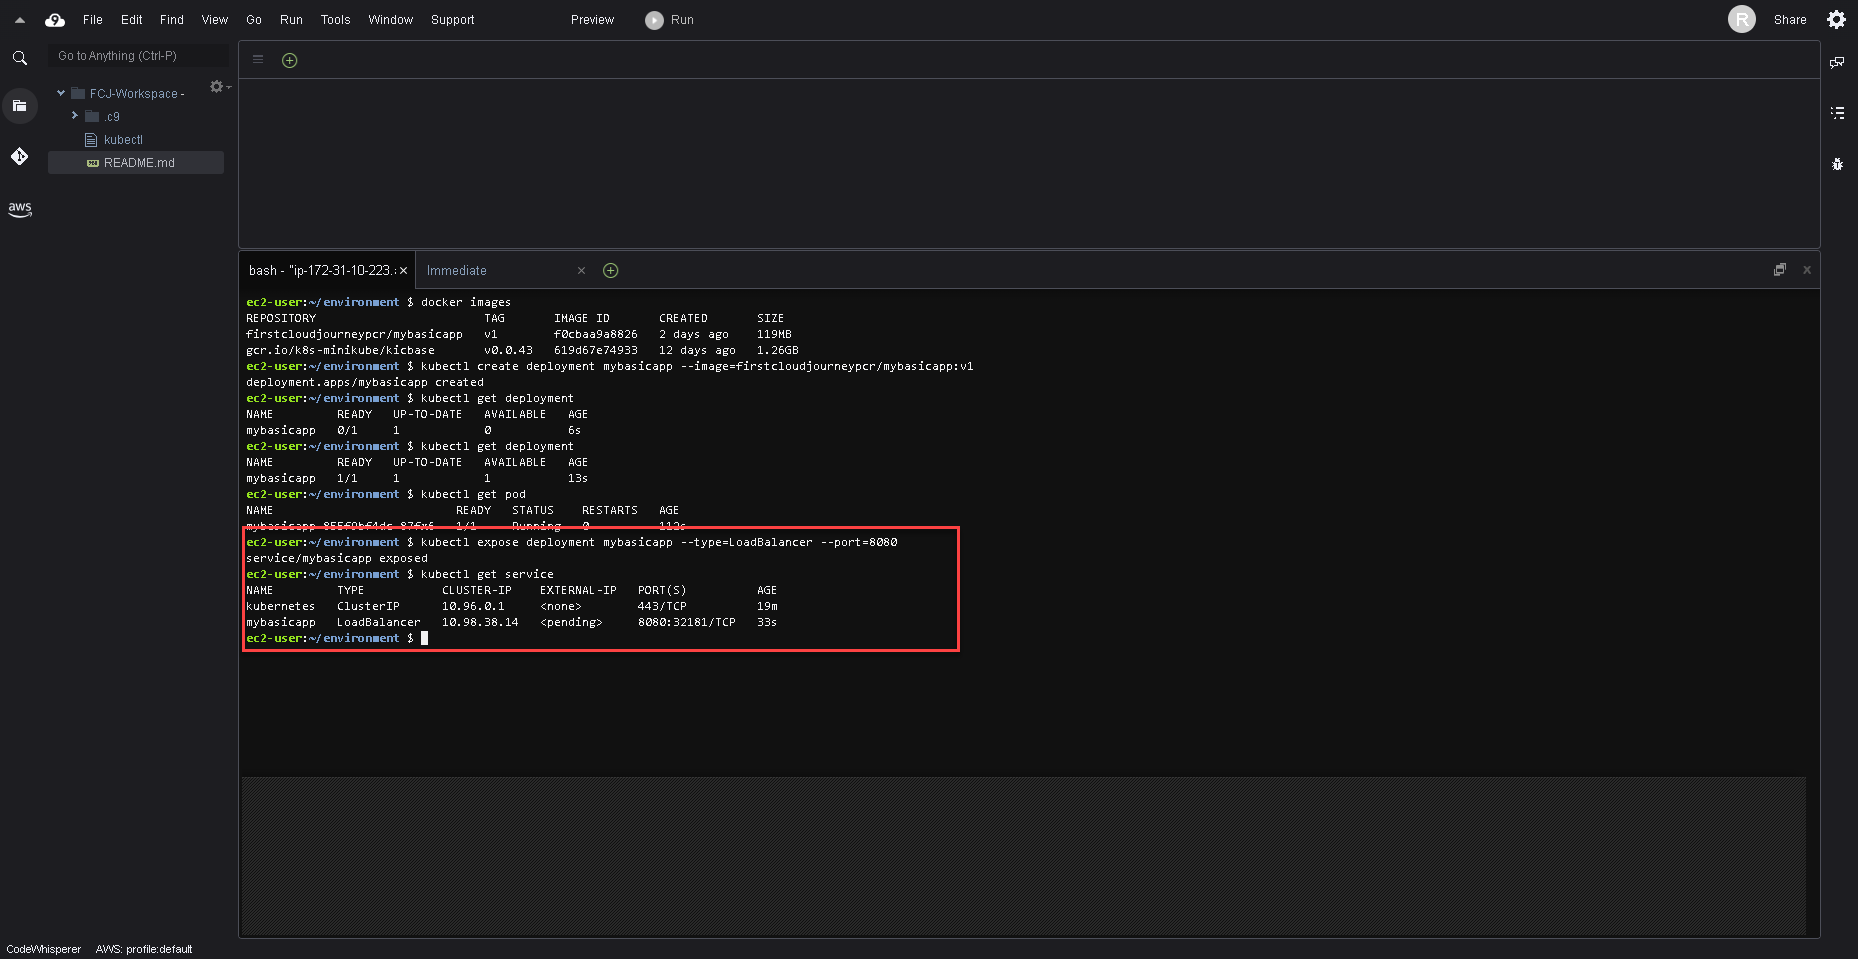 File Edit Find View Go Run Tools Window Support Preview Run R Share
Go to Anything (Ctrl-P)
FCJ-Workspace -
.c9
kubectl
README.md
aws
bash - "ip-172-31-10-223. Immediate
ec2-user:~/environment $ docker images
REPOSITORY TAG IMAGE ID CREATED SIZE
firstcloudjourneypcr/mybasicapp v1 f0cbaa9a8826 2 days ago 119MB
gcr.io/k8s-minikube/kicbase v0.0.43 619d67e74933 12 days ago 1.26GB
ec2-user:~/environment $ kubectl create deployment mybasicapp --image=firstcloudjourneypcr/mybasicapp:v1
deployment.apps/mybasicapp created
ec2-user:~/environment $ kubectl get deployment
NAME READY UP-TO-DATE AVAILABLE AGE
mybasicapp 0/1 1 0 6s
ec2-user:~/environment $ kubectl get deployment
NAME READY UP-TO-DATE AVAILABLE AGE
mybasicapp 1/1 1 1 13s
ec2-user:~/environment $ kubectl get pod
NAME READY STATUS RESTARTS AGE
1/1 Running 0 112s
ec2-user:~/environment $ kubectl expose deployment mybasicapp --type=LoadBalancer --port=8080
service/mybasicapp exposed
ec2-user:~/environment $ kubectl get service
NAME TYPE CLUSTER-IP EXTERNAL-IP PORT(S) AGE
kubernetes ClusterIP 10.96.0.1 <none> 443/TCP 19m
mybasicapp LoadBalancer 10.98.38.14 <pending> 8080:32181/TCP 33s
ec2-user:~/environment $
CodeWhisperer AWS: profile:default